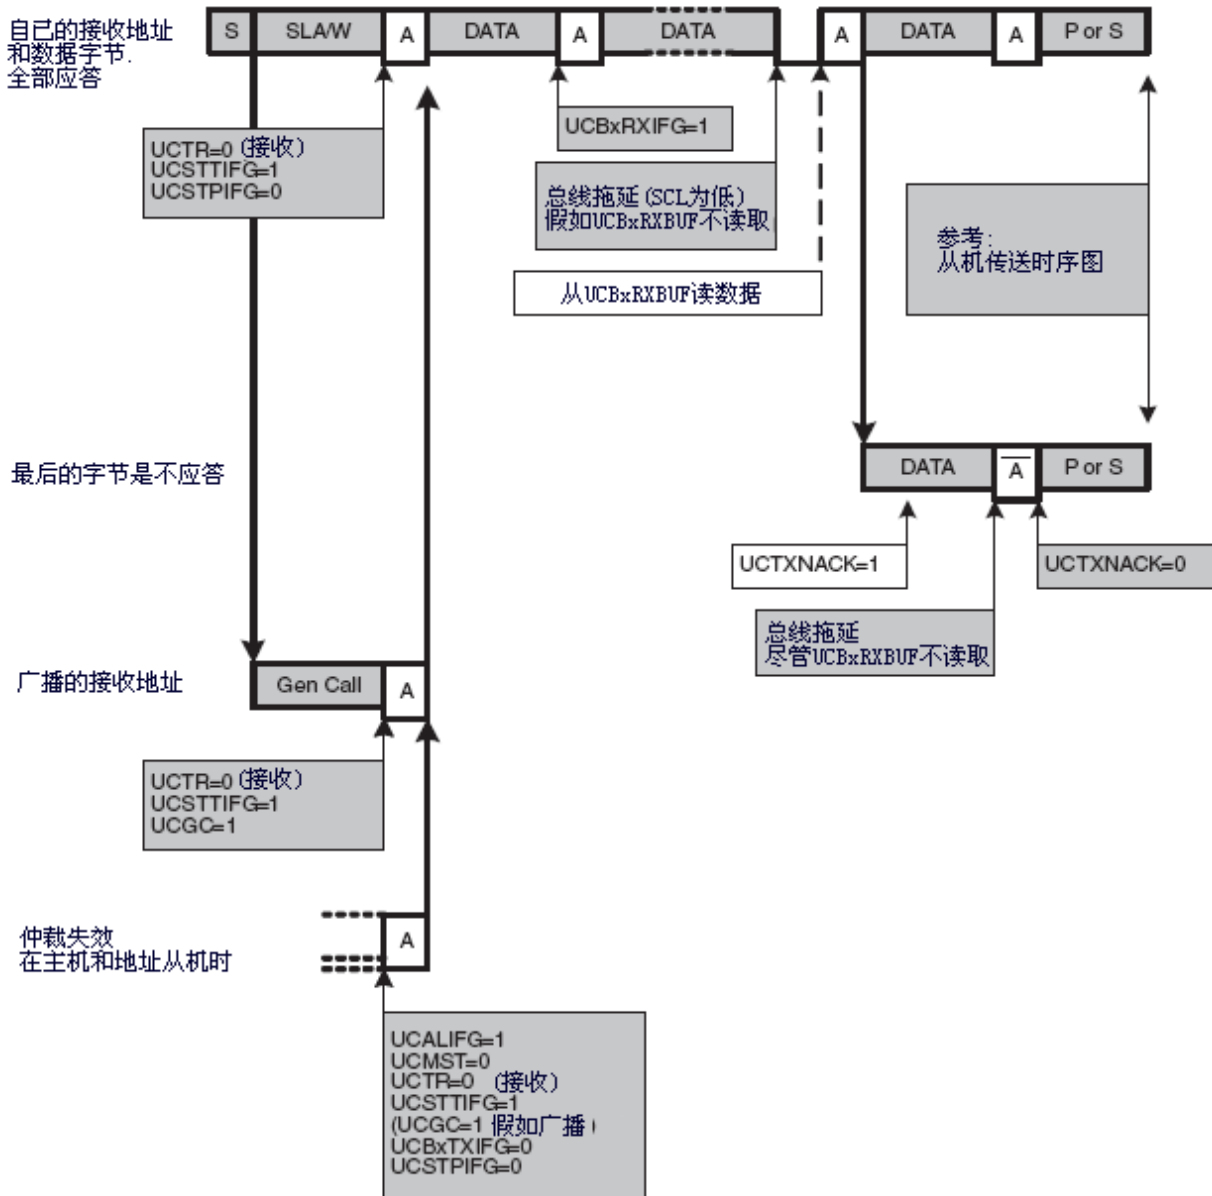 自已的接收地址
和数据字节.
全部应答
S SLA/W A DATA A DATA A DATA A P or S
UCTR=0 (接收)
UCSTTIFG=1
UCSTPIFG=0
UCBxRXIFG=1
总线拖延(SCL为低)
假如UCBxRXBUF不读取
从UCBxRXBUF读数据
参考:
从机传送时序图
最后的字节是不应答
DATA A P or S
UCTXNACK=1
UCTXNACK=0
总线拖延
尽管UCBxRXBUF不读取
广播的接收地址
Gen Call A
UCTR=0 (接收)
UCSTTIFG=1
UCGC=1
仲裁失效
在主机和地址从机时
A
UCALIFG=1
UCMST=0
UCTR=0 (接收)
UCSTTIFG=1
(UCGC=1 假如广播)
UCBxTXIFG=0
UCSTPIFG=0